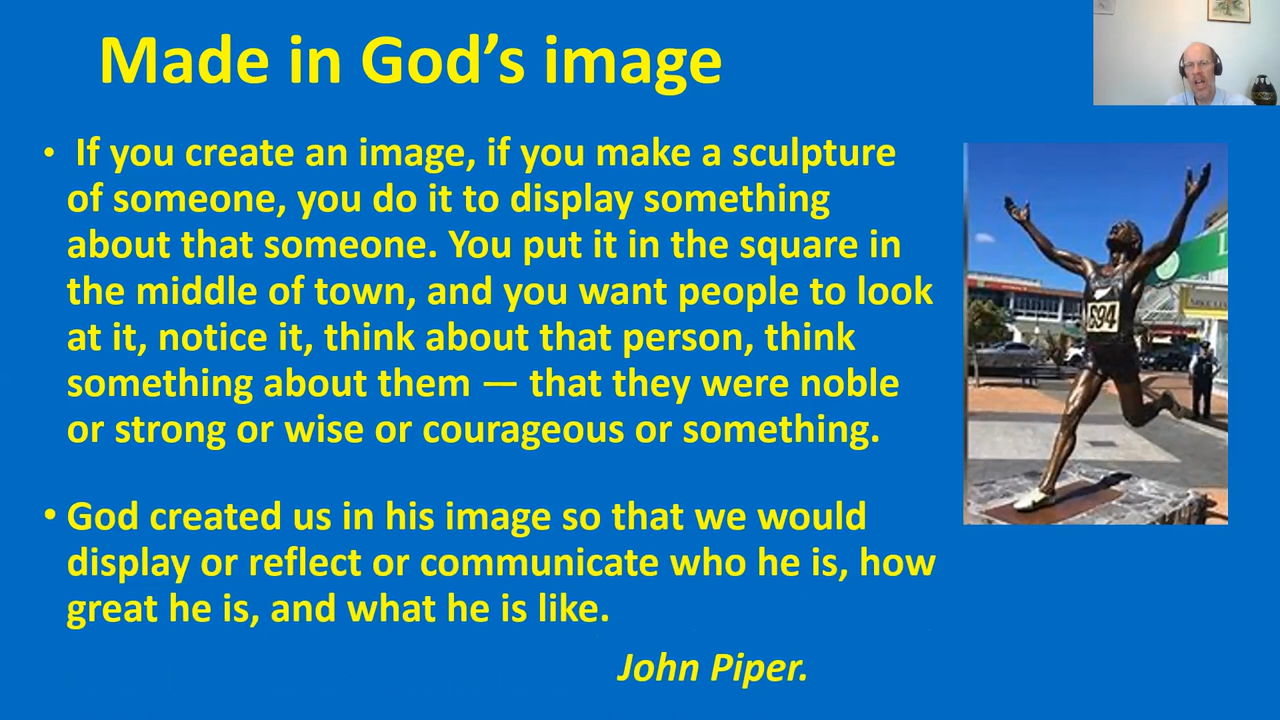 Made in God’s image
• If you create an image, if you make a sculpture
of someone, you do it to display something
about that someone. You put it in the square in
the middle of town, and you want people to look
at it, notice it, think about that person, think
something about them — that they were noble
or strong or wise or courageous or something.
694
• God created us in his image so that we would
display or reflect or communicate who he is, how
great he is, and what he is like.
John Piper.